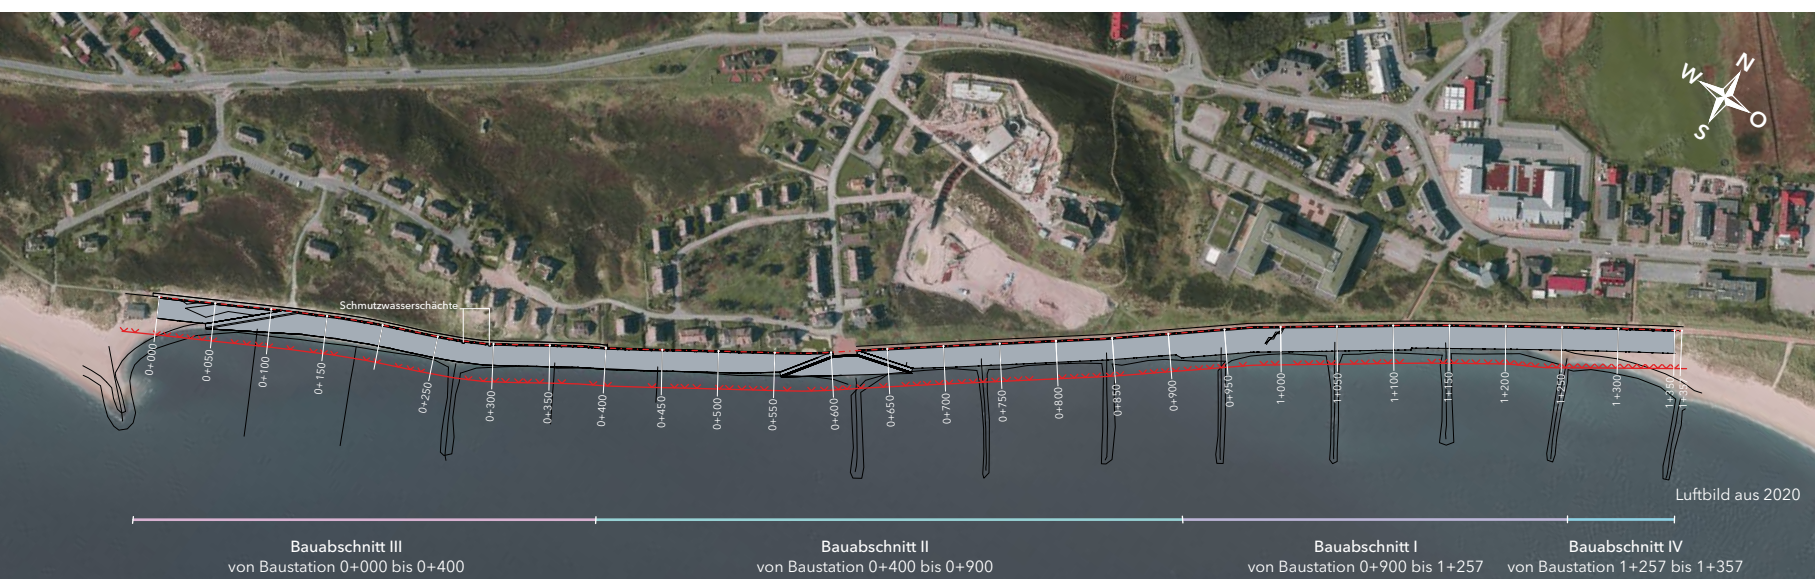 N
W
O
S
Schmutzwasserschächte
0+000
0+050
0+100
0+150
0+250
0+300
0+350
0+400
0+450
0+500
0+550
0+600
0+650
0+700
0+750
0+800
0+850
0+900
0+950
1+000
1+050
1+100
1+150
1+200
1+250
1+300
1+350
Luftbild aus 2020
Bauabschnitt III
von Baustation 0+000 bis 0+400
Bauabschnitt II
von Baustation 0+400 bis 0+900
Bauabschnitt I
von Baustation 0+900 bis 1+257
Bauabschnitt IV
von Baustation 1+257 bis 1+357